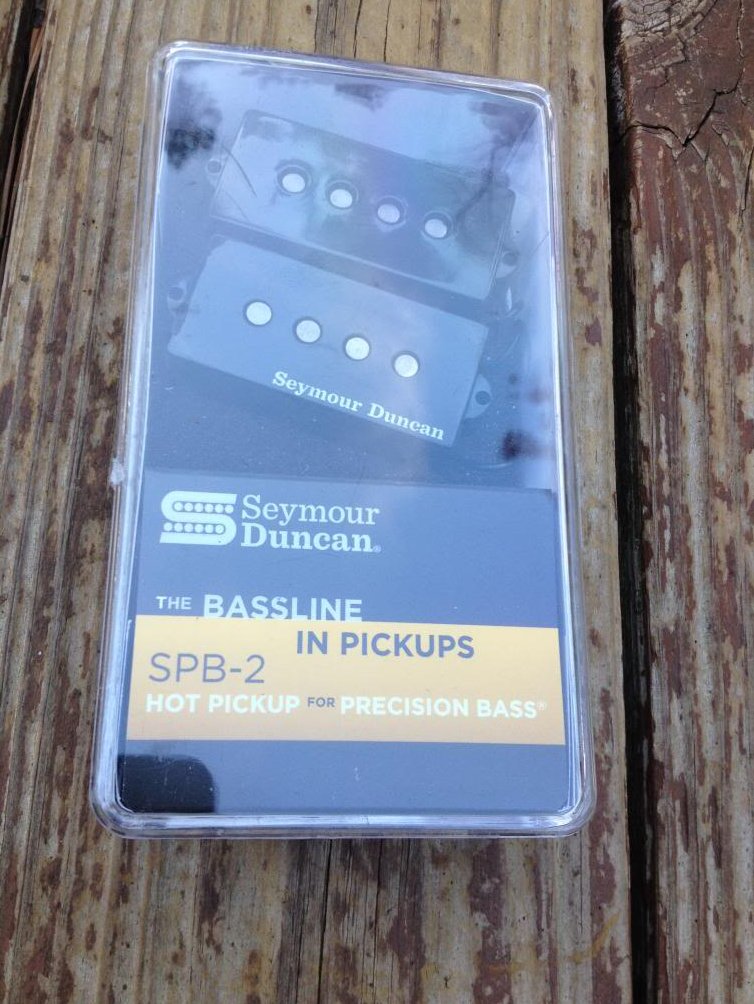 Seymour Duncan
Seymour
Duncan®
THE BASSLINE
IN PICKUPS
SPB-2
HOT PICKUP FOR PRECISION BASS®